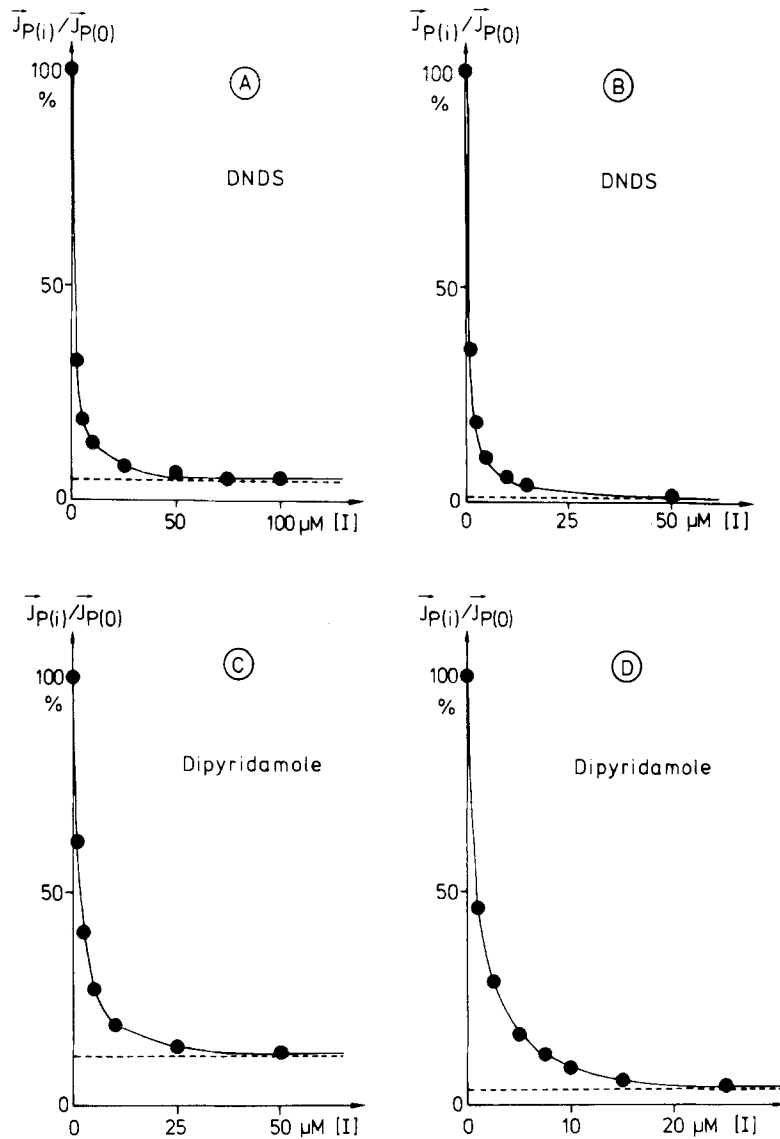 J⃗P(i)/J⃗P(0)
100
%
A
DNDS
50
0
0 50 100 µM [I]
J⃗P(i)/J⃗P(0)
100
%
B
DNDS
50
0
0 25 50 µM [I]
J⃗P(i)/J⃗P(0)
100
%
C
Dipyridamole
50
0
0 25 50 µM [I]
J⃗P(i)/J⃗P(0)
100
%
D
Dipyridamole
50
0
0 10 20 µM [I]